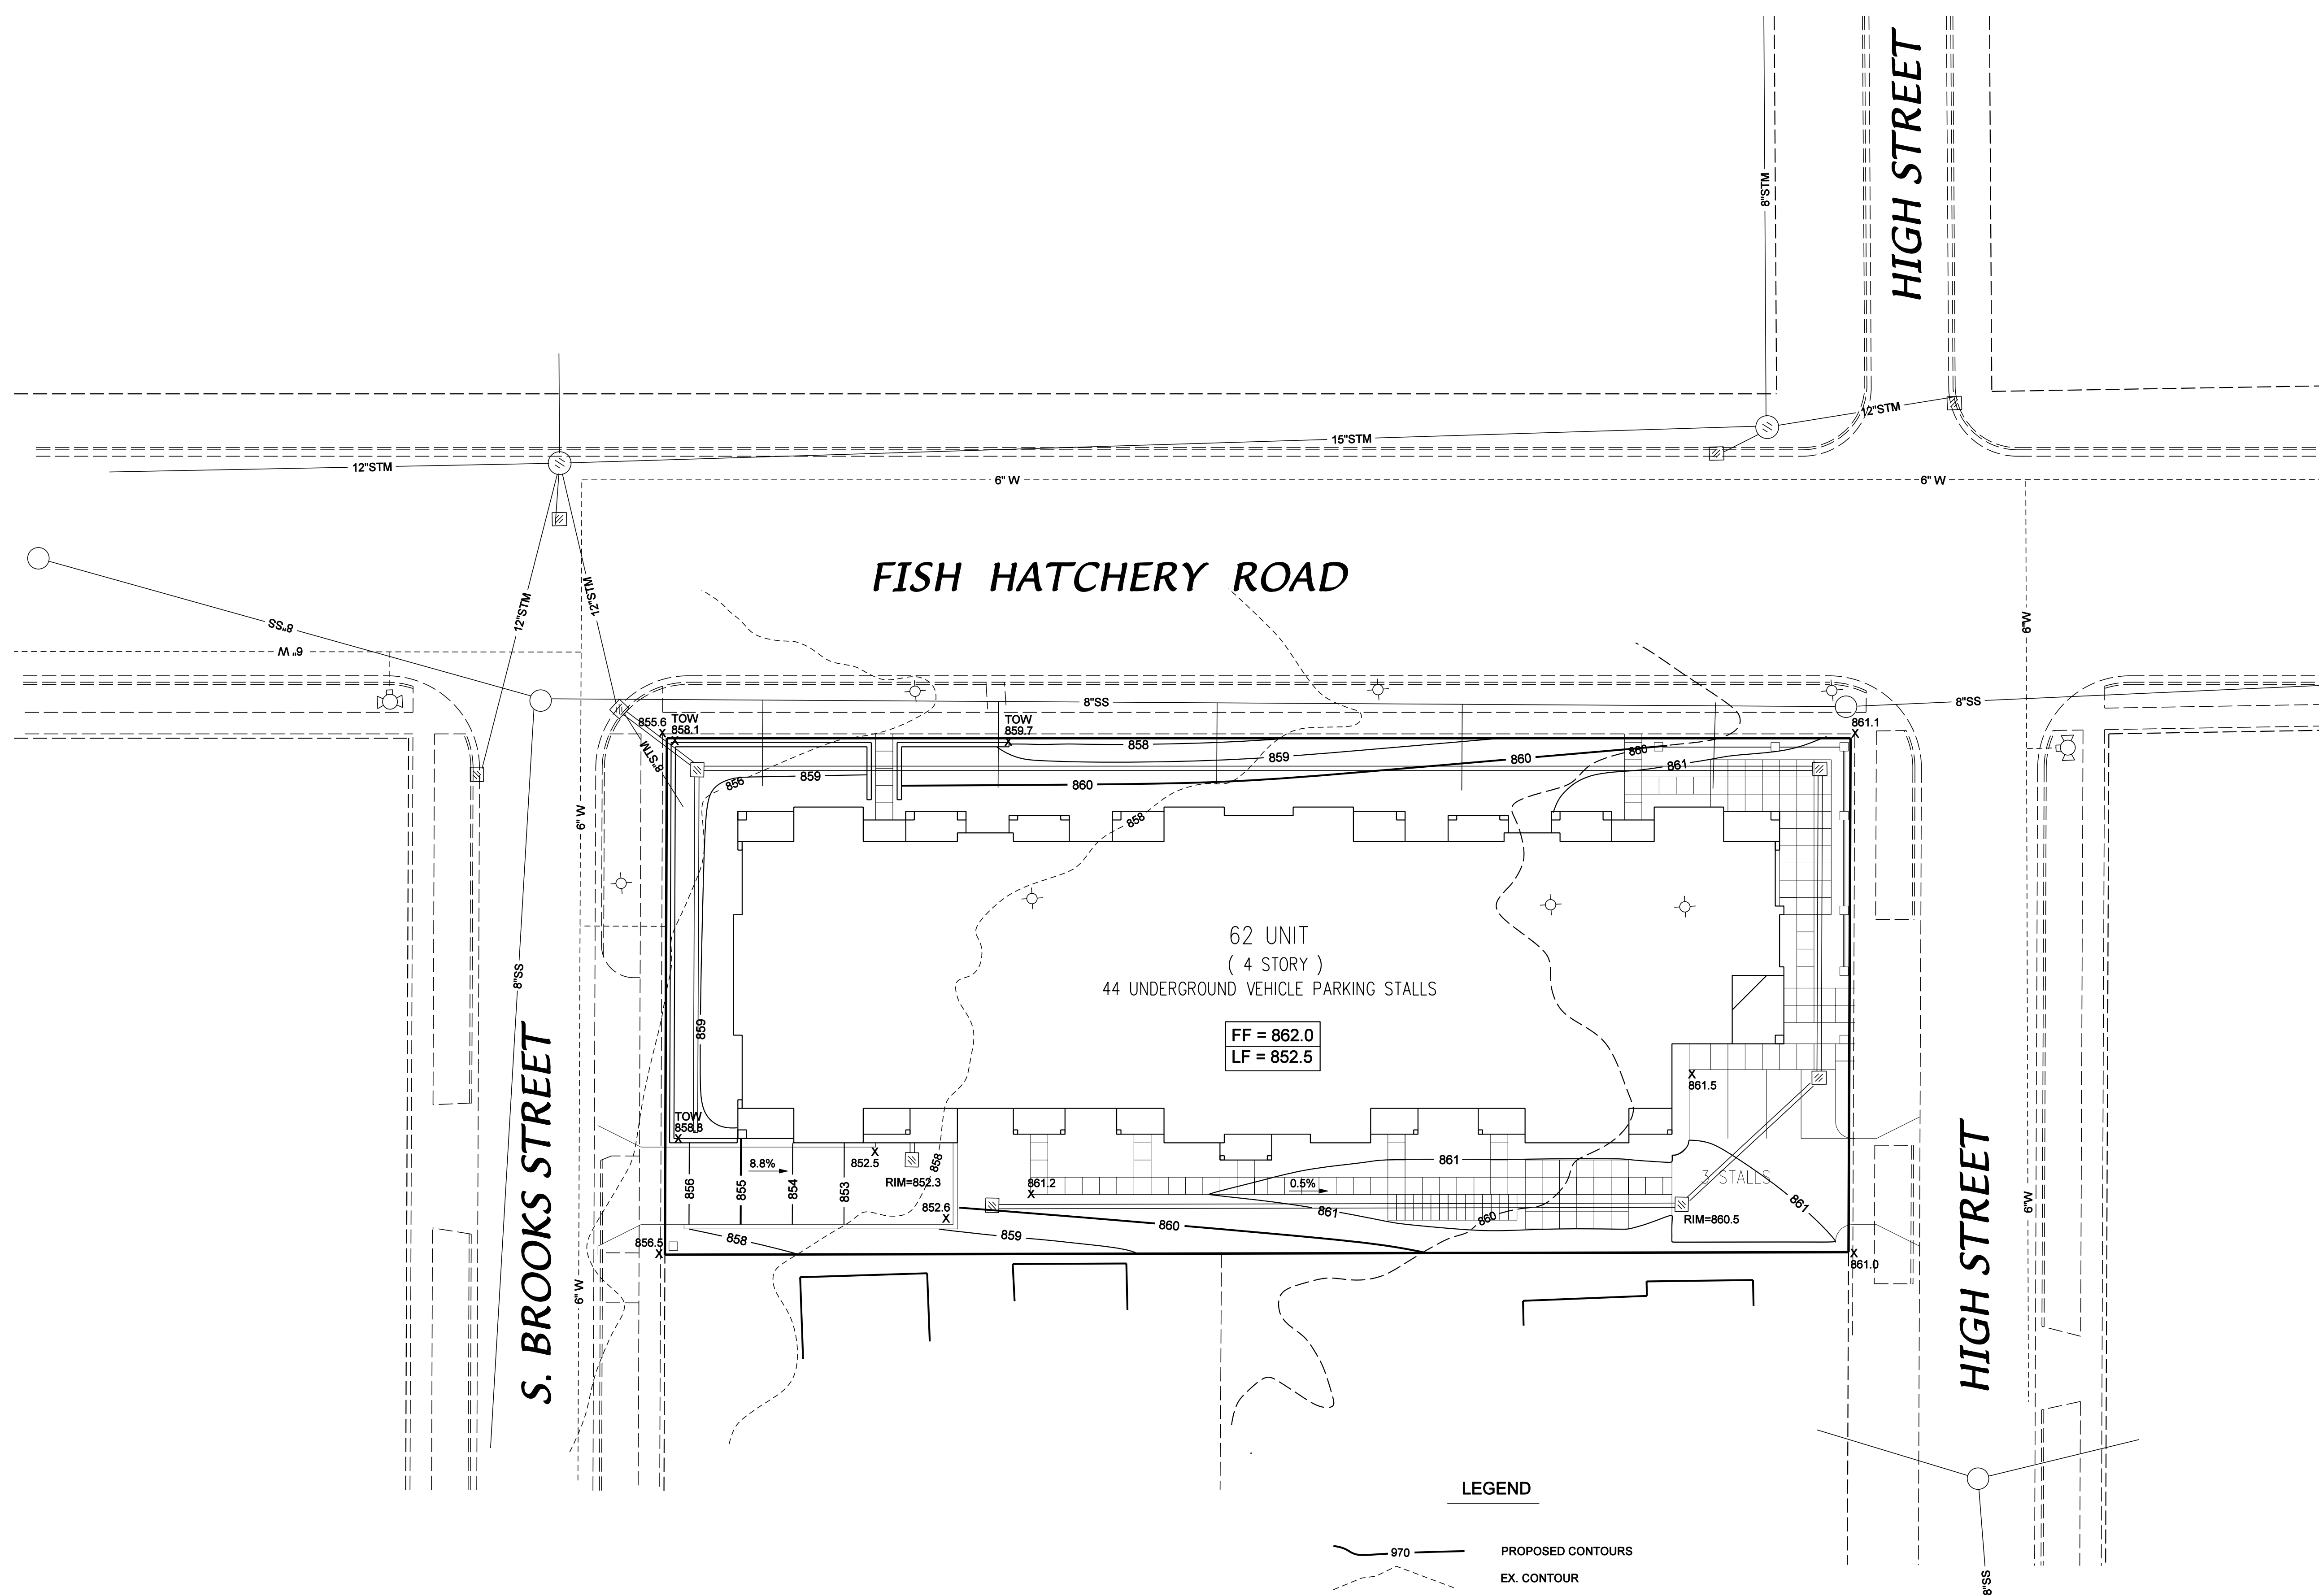 HIGH STREET
8"STM
12"STM
15"STM
12"STM
6" W
6" W
FISH HATCHERY ROAD
12"STM
12"STM
8"SS
6" W
6"W
8"SS
8"SS
855.6
TOW
858.1
TOW
859.7
861.1
8"STM
858
859
860
860
861
856
859
860
6" W
858
62 UNIT
( 4 STORY )
44 UNDERGROUND VEHICLE PARKING STALLS
FF = 862.0
LF = 852.5
8"SS
859
S. BROOKS STREET
861.5
TOW
858.8
8.8%
852.5
858
861
3 STALLS
856
855
854
853
RIM=852.3
861.2
0.5%
852.6
861
860
RIM=860.5
861
6"W
858
859
860
856.5
861.0
6" W
HIGH STREET
LEGEND
970
PROPOSED CONTOURS
EX. CONTOUR
8"SS